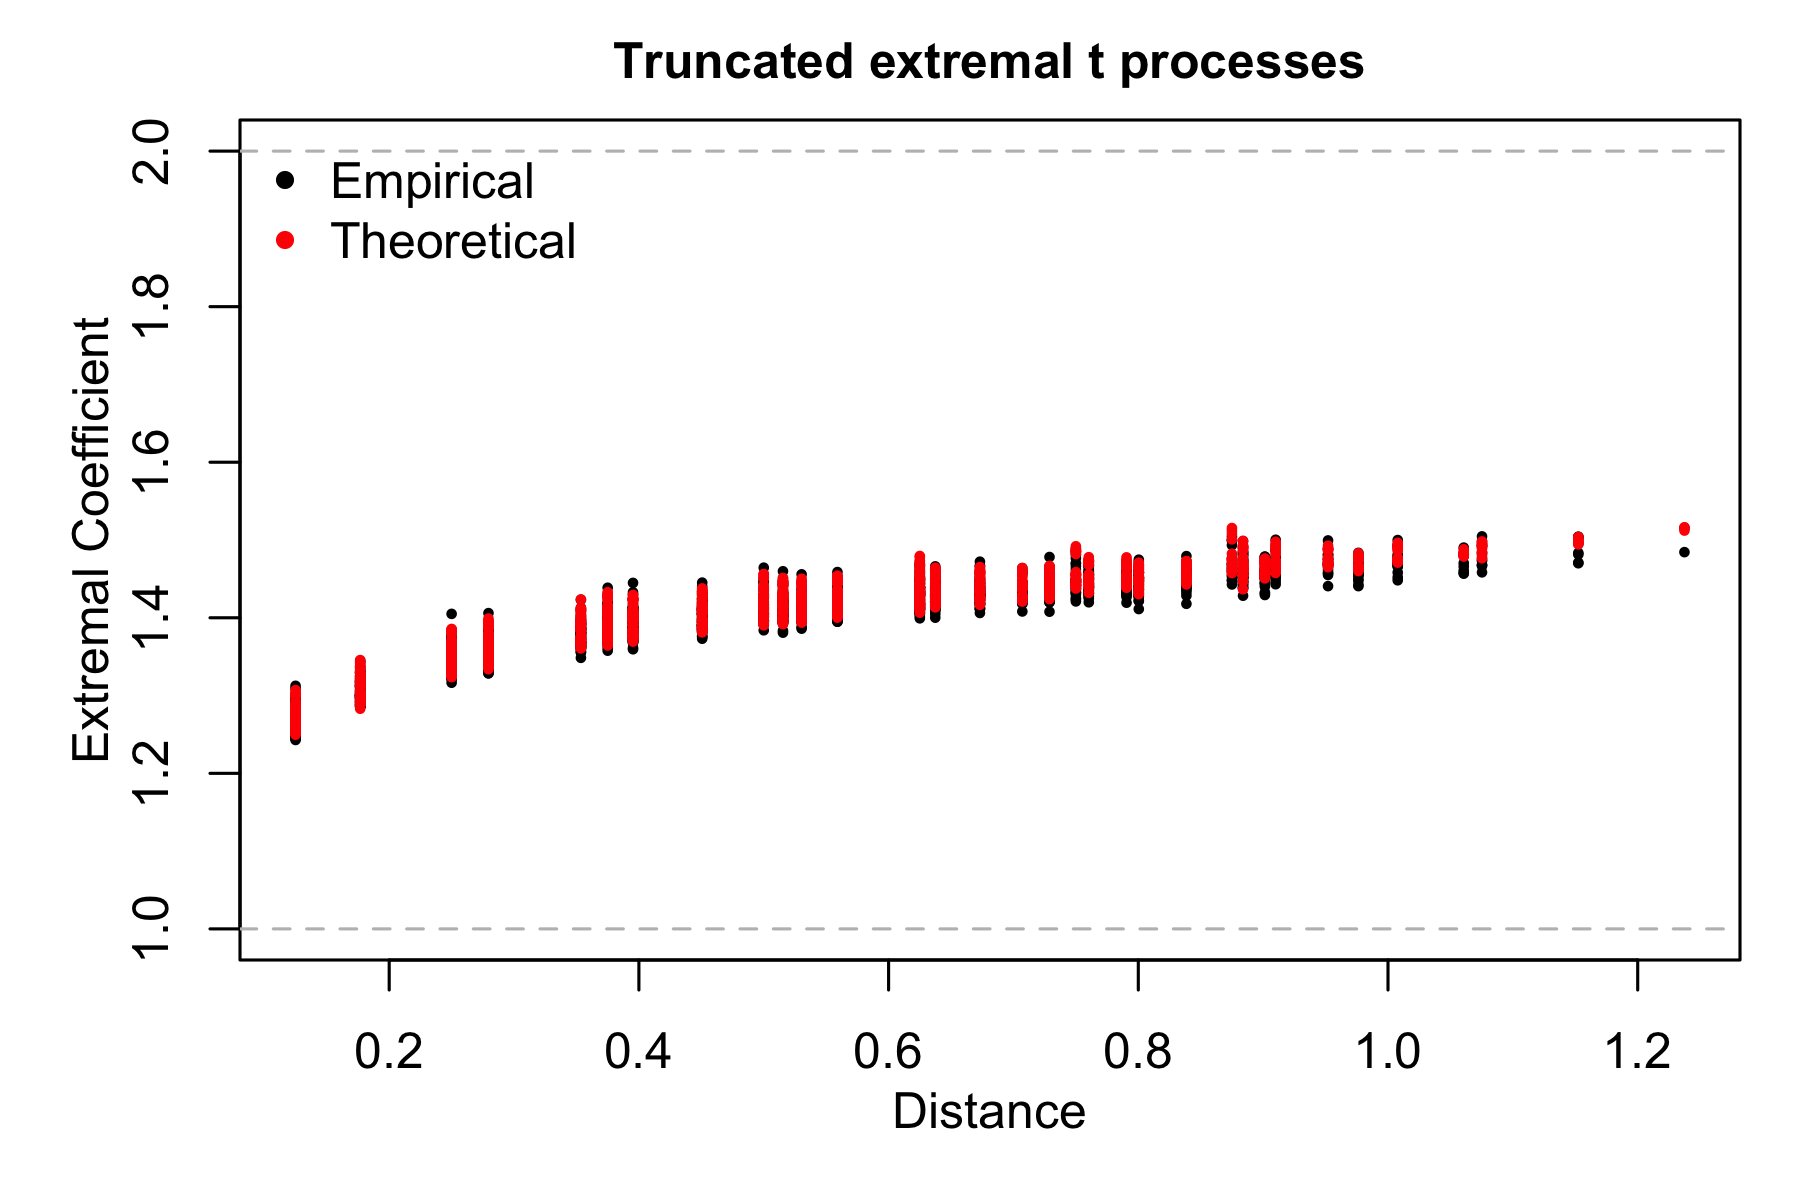 Truncated extremal t processes
Empirical
Theoretical
Extremal Coefficient
2.0
1.8
1.6
1.4
1.2
1.0
0.2 0.4 0.6 0.8 1.0 1.2
Distance